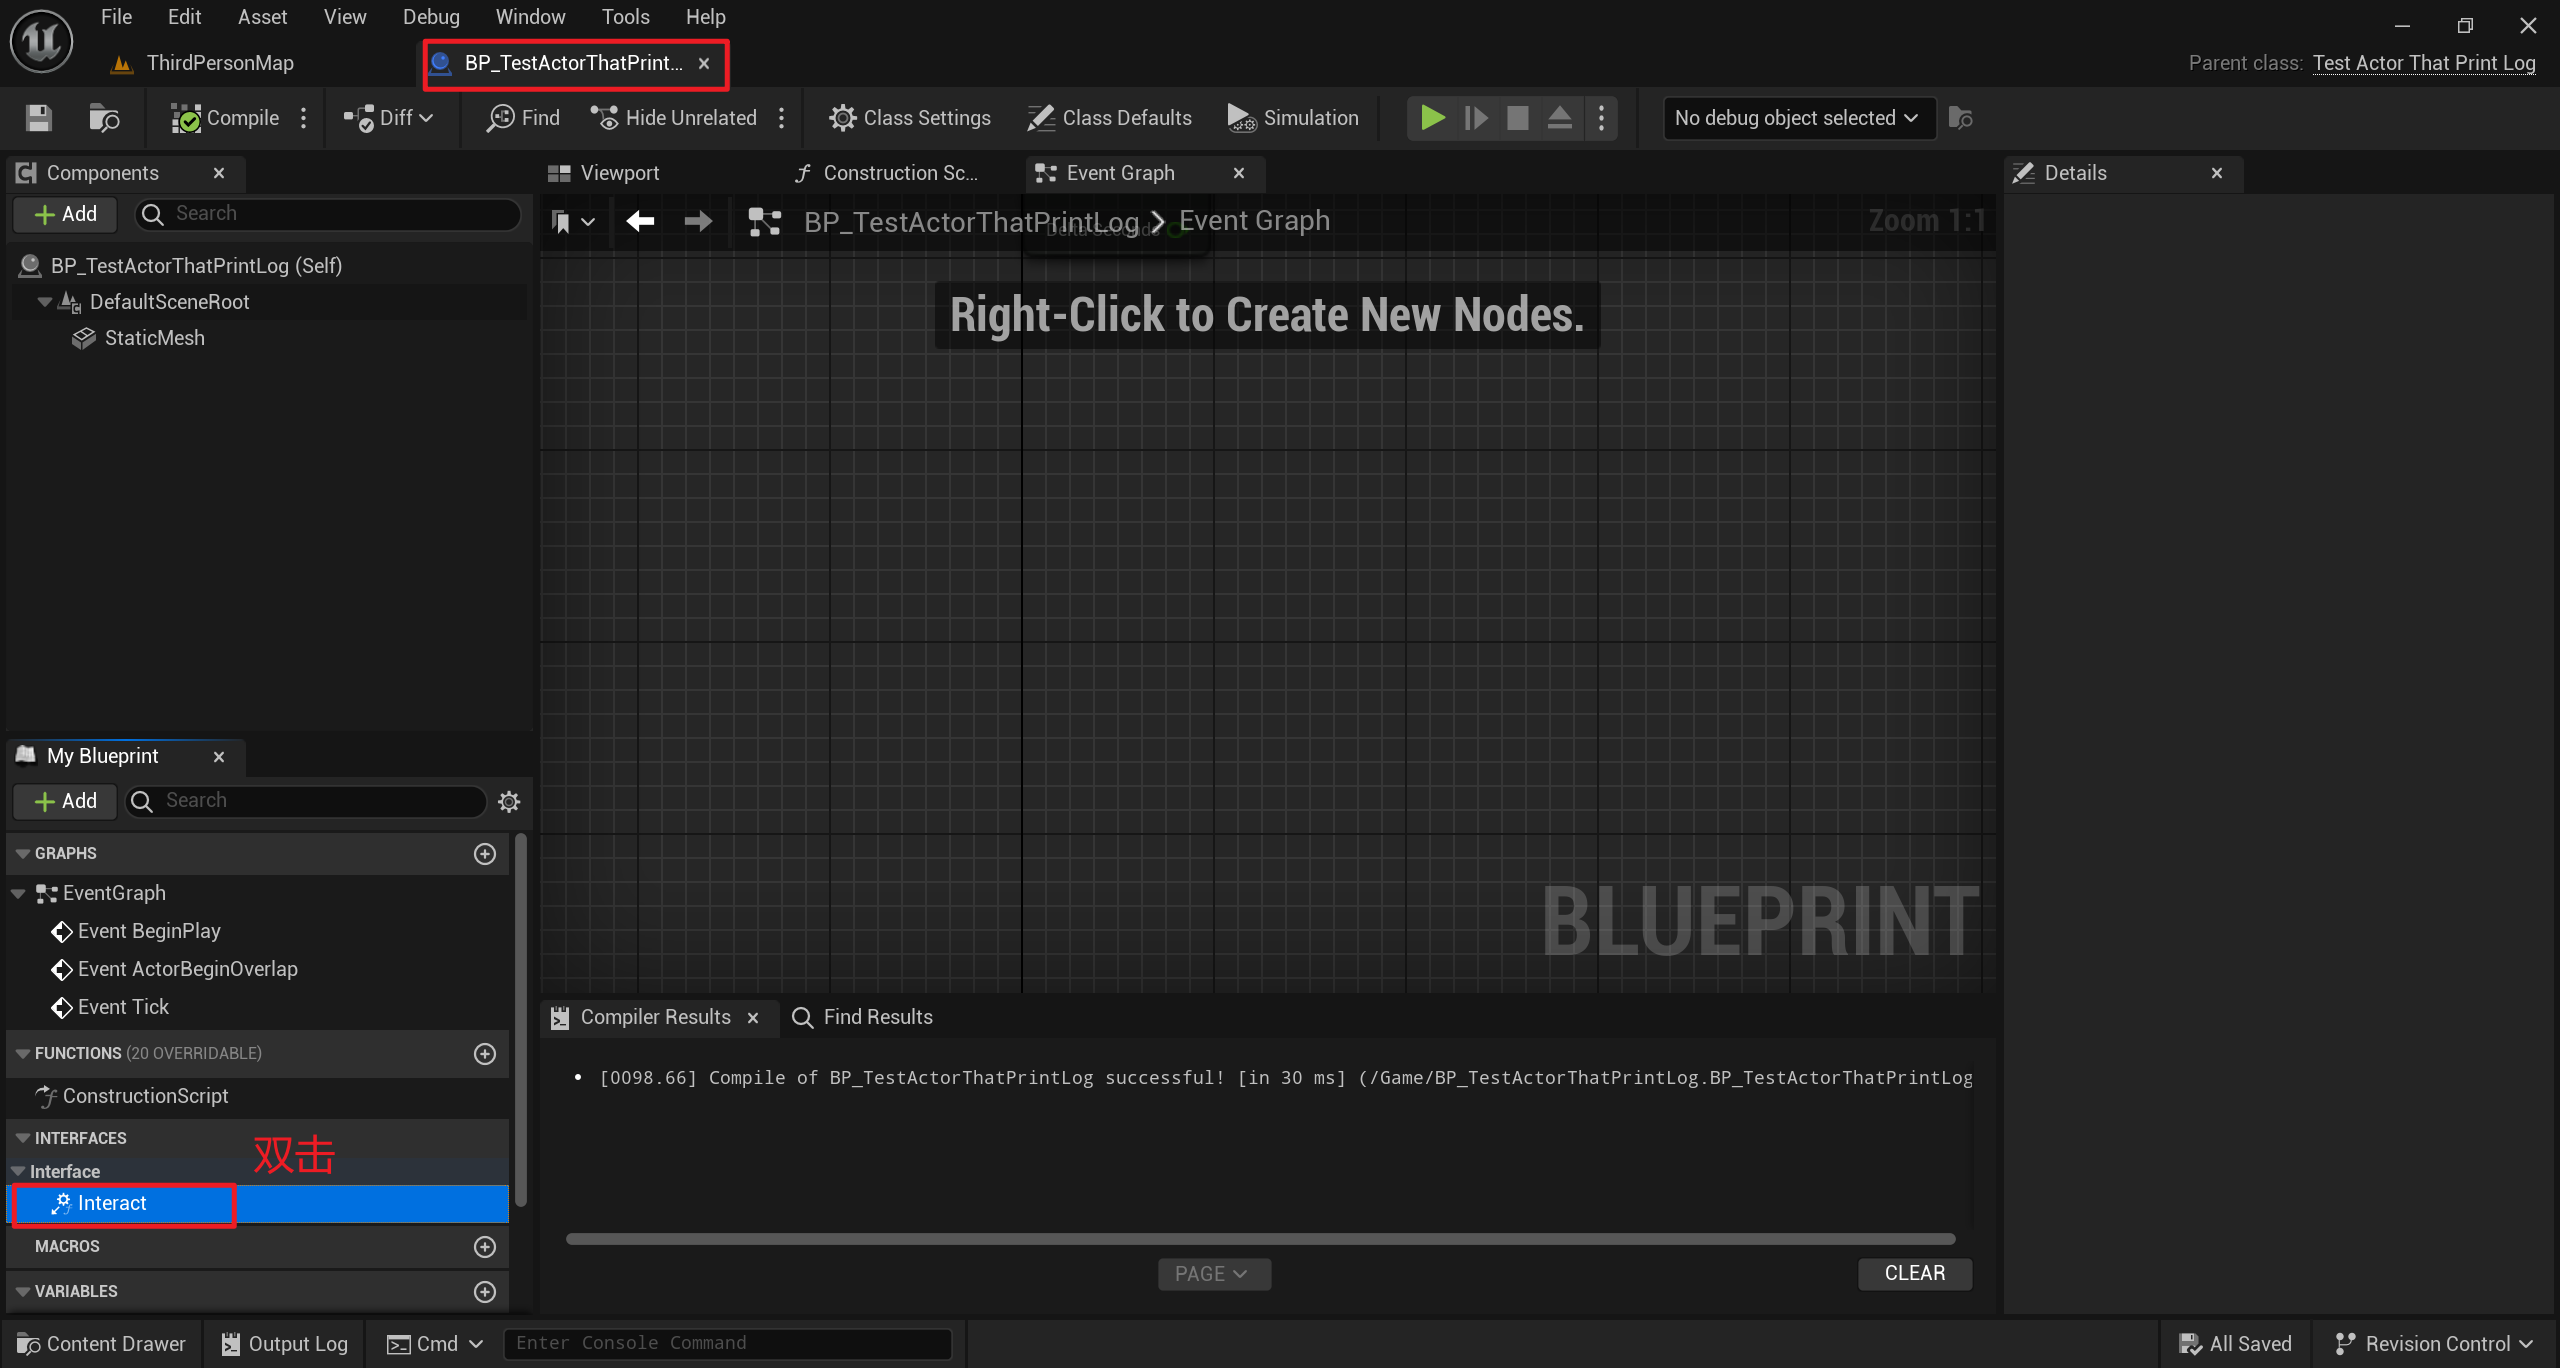 File Edit Asset View Debug Window Tools Help
ThirdPersonMap
BP_TestActorThatPrint...
Parent class: Test Actor That Print Log
Compile
Diff
Find
Hide Unrelated
Class Settings
Class Defaults
Simulation
No debug object selected
Components
Add
Search
BP_TestActorThatPrintLog (Self)
DefaultSceneRoot
StaticMesh
Viewport
Construction Sc...
Event Graph
BP_TestActorThatPrintLog
Event Graph
Delta Seconds
Zoom 1:1
Right-Click to Create New Nodes.
BLUEPRINT
Details
My Blueprint
Add
Search
GRAPHS
EventGraph
Event BeginPlay
Event ActorBeginOverlap
Event Tick
FUNCTIONS (20 OVERRIDABLE)
ConstructionScript
INTERFACES
双击
Interface
Interact
MACROS
VARIABLES
Compiler Results
Find Results
[0098.66] Compile of BP_TestActorThatPrintLog successful! [in 30 ms] (/Game/BP_TestActorThatPrintLog.BP_TestActorThatPrintLog
PAGE
CLEAR
Content Drawer
Output Log
Cmd
Enter Console Command
All Saved
Revision Control